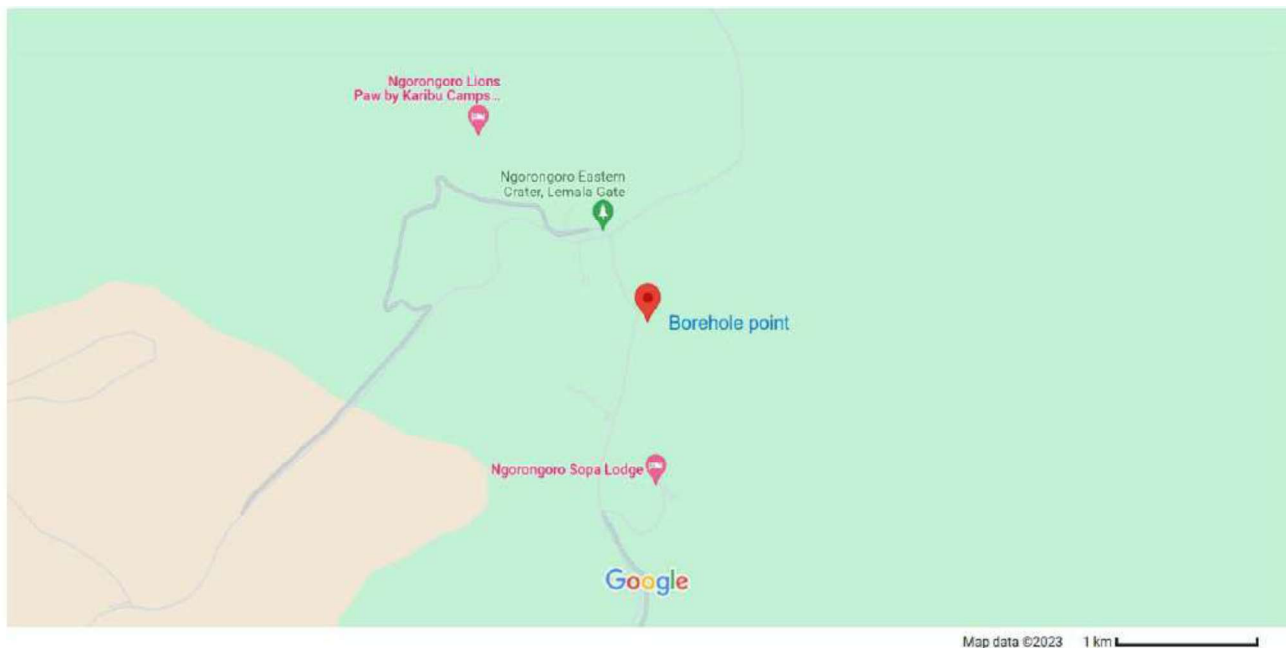 Ngorongoro Lions
Paw by Karibu Camps...
Ngorongoro Eastern
Crater, Lemala Gate
Borehole point
Ngorongoro Sopa Lodge
Google
Map data ©2023 1 km